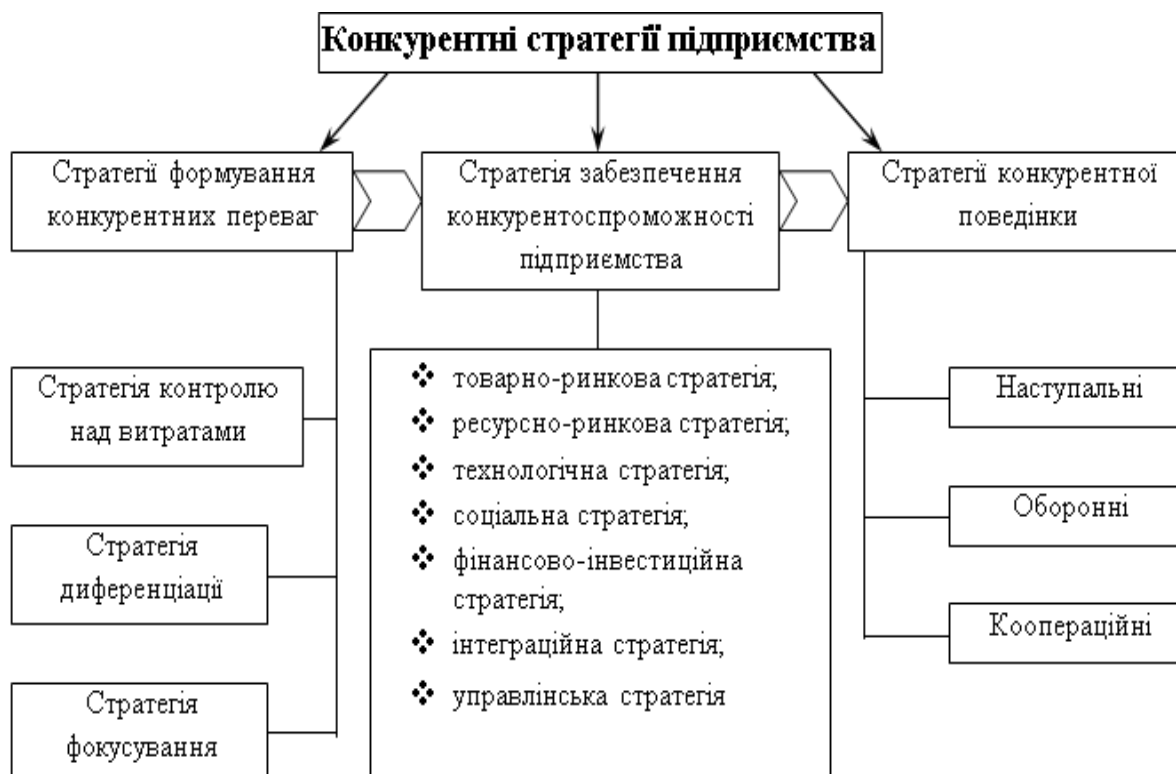 Конкурентні стратегії підприємства
Стратегії формування
конкурентних переваг
Стратегія забезпечення
конкурентоспроможності
підприємства
Стратегії конкурентної
поведінки
Стратегія контролю
над витратами
Стратегія
диференціації
Стратегія
фокусування
❖ товарно-ринкова стратегія;
❖ ресурсно-ринкова стратегія;
❖ технологічна стратегія;
❖ соціальна стратегія;
❖ фінансово-інвестиційна
стратегія;
❖ інтеграційна стратегія;
❖ управлінська стратегія
Наступальні
Оборонні
Коопераційні